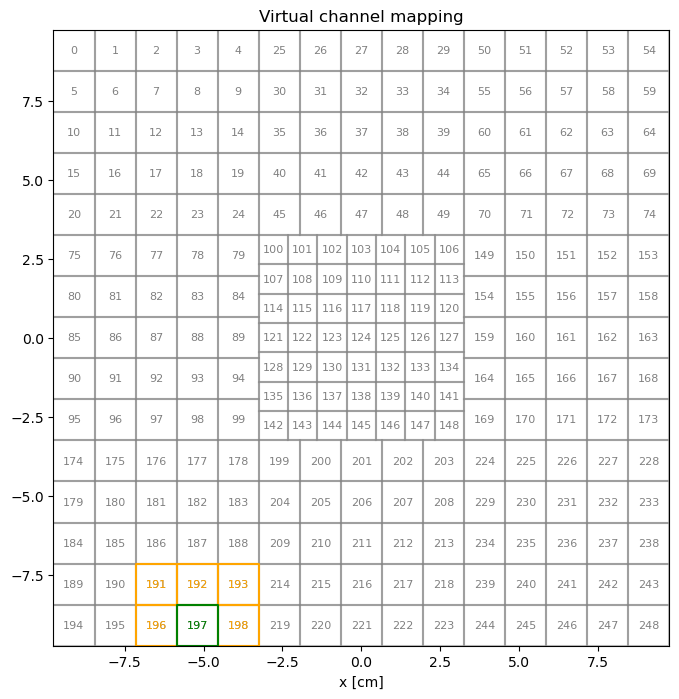 Virtual channel mapping
0 1 2 3 4 25 26 27 28 29 50 51 52 53 54
7.5 5 6 7 8 9 30 31 32 33 34 55 56 57 58 59
10 11 12 13 14 35 36 37 38 39 60 61 62 63 64
5.0 15 16 17 18 19 40 41 42 43 44 65 66 67 68 69
20 21 22 23 24 45 46 47 48 49 70 71 72 73 74
2.5 75 76 77 78 79 100 101 102 103 104 105 106 149 150 151 152 153
107 108 109 110 111 112 113
80 81 82 83 84 114 115 116 117 118 119 120 154 155 156 157 158
0.0 85 86 87 88 89 121 122 123 124 125 126 127 159 160 161 162 163
90 91 92 93 94 128 129 130 131 132 133 134 164 165 166 167 168
135 136 137 138 139 140 141
−2.5 95 96 97 98 99 142 143 144 145 146 147 148 169 170 171 172 173
174 175 176 177 178 199 200 201 202 203 224 225 226 227 228
−5.0 179 180 181 182 183 204 205 206 207 208 229 230 231 232 233
184 185 186 187 188 209 210 211 212 213 234 235 236 237 238
−7.5 189 190 191 192 193 214 215 216 217 218 239 240 241 242 243
194 195 196 197 198 219 220 221 222 223 244 245 246 247 248
−7.5 −5.0 −2.5 0.0 2.5 5.0 7.5
x [cm]